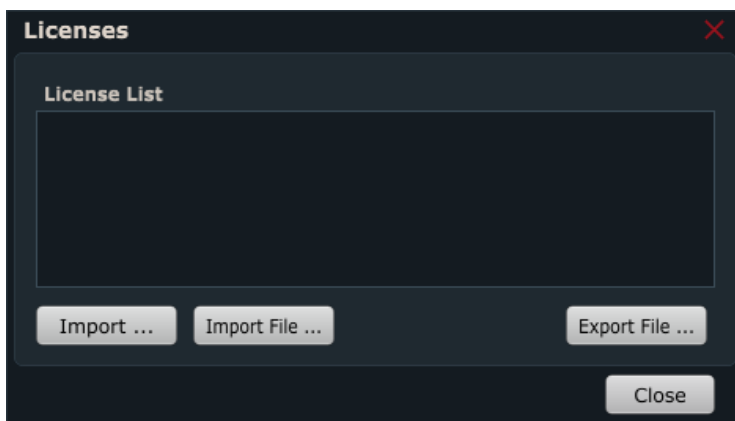 Licenses
License List
Import ...
Import File ...
Export File ...
Close